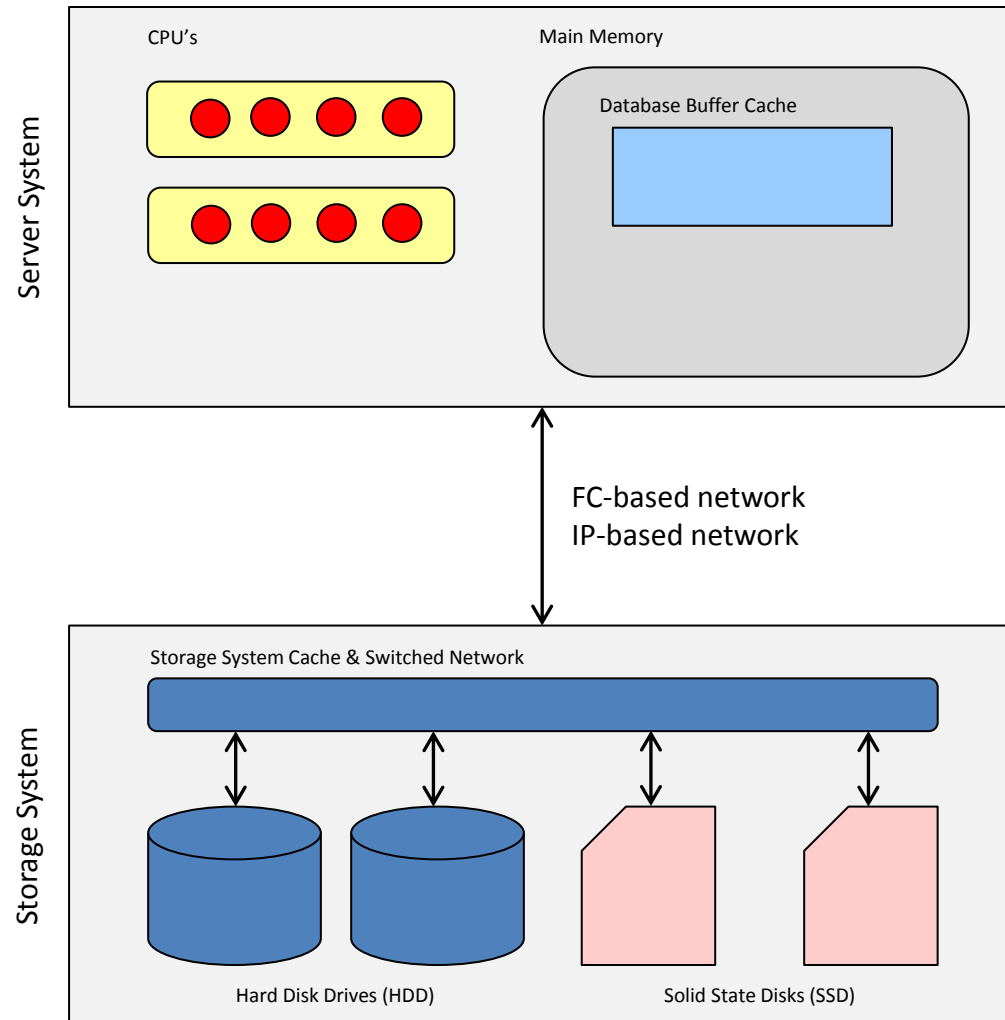 Server System
CPU's
Main Memory
Database Buffer Cache
FC-based network
IP-based network
Storage System
Storage System Cache & Switched Network
Hard Disk Drives (HDD)
Solid State Disks (SSD)